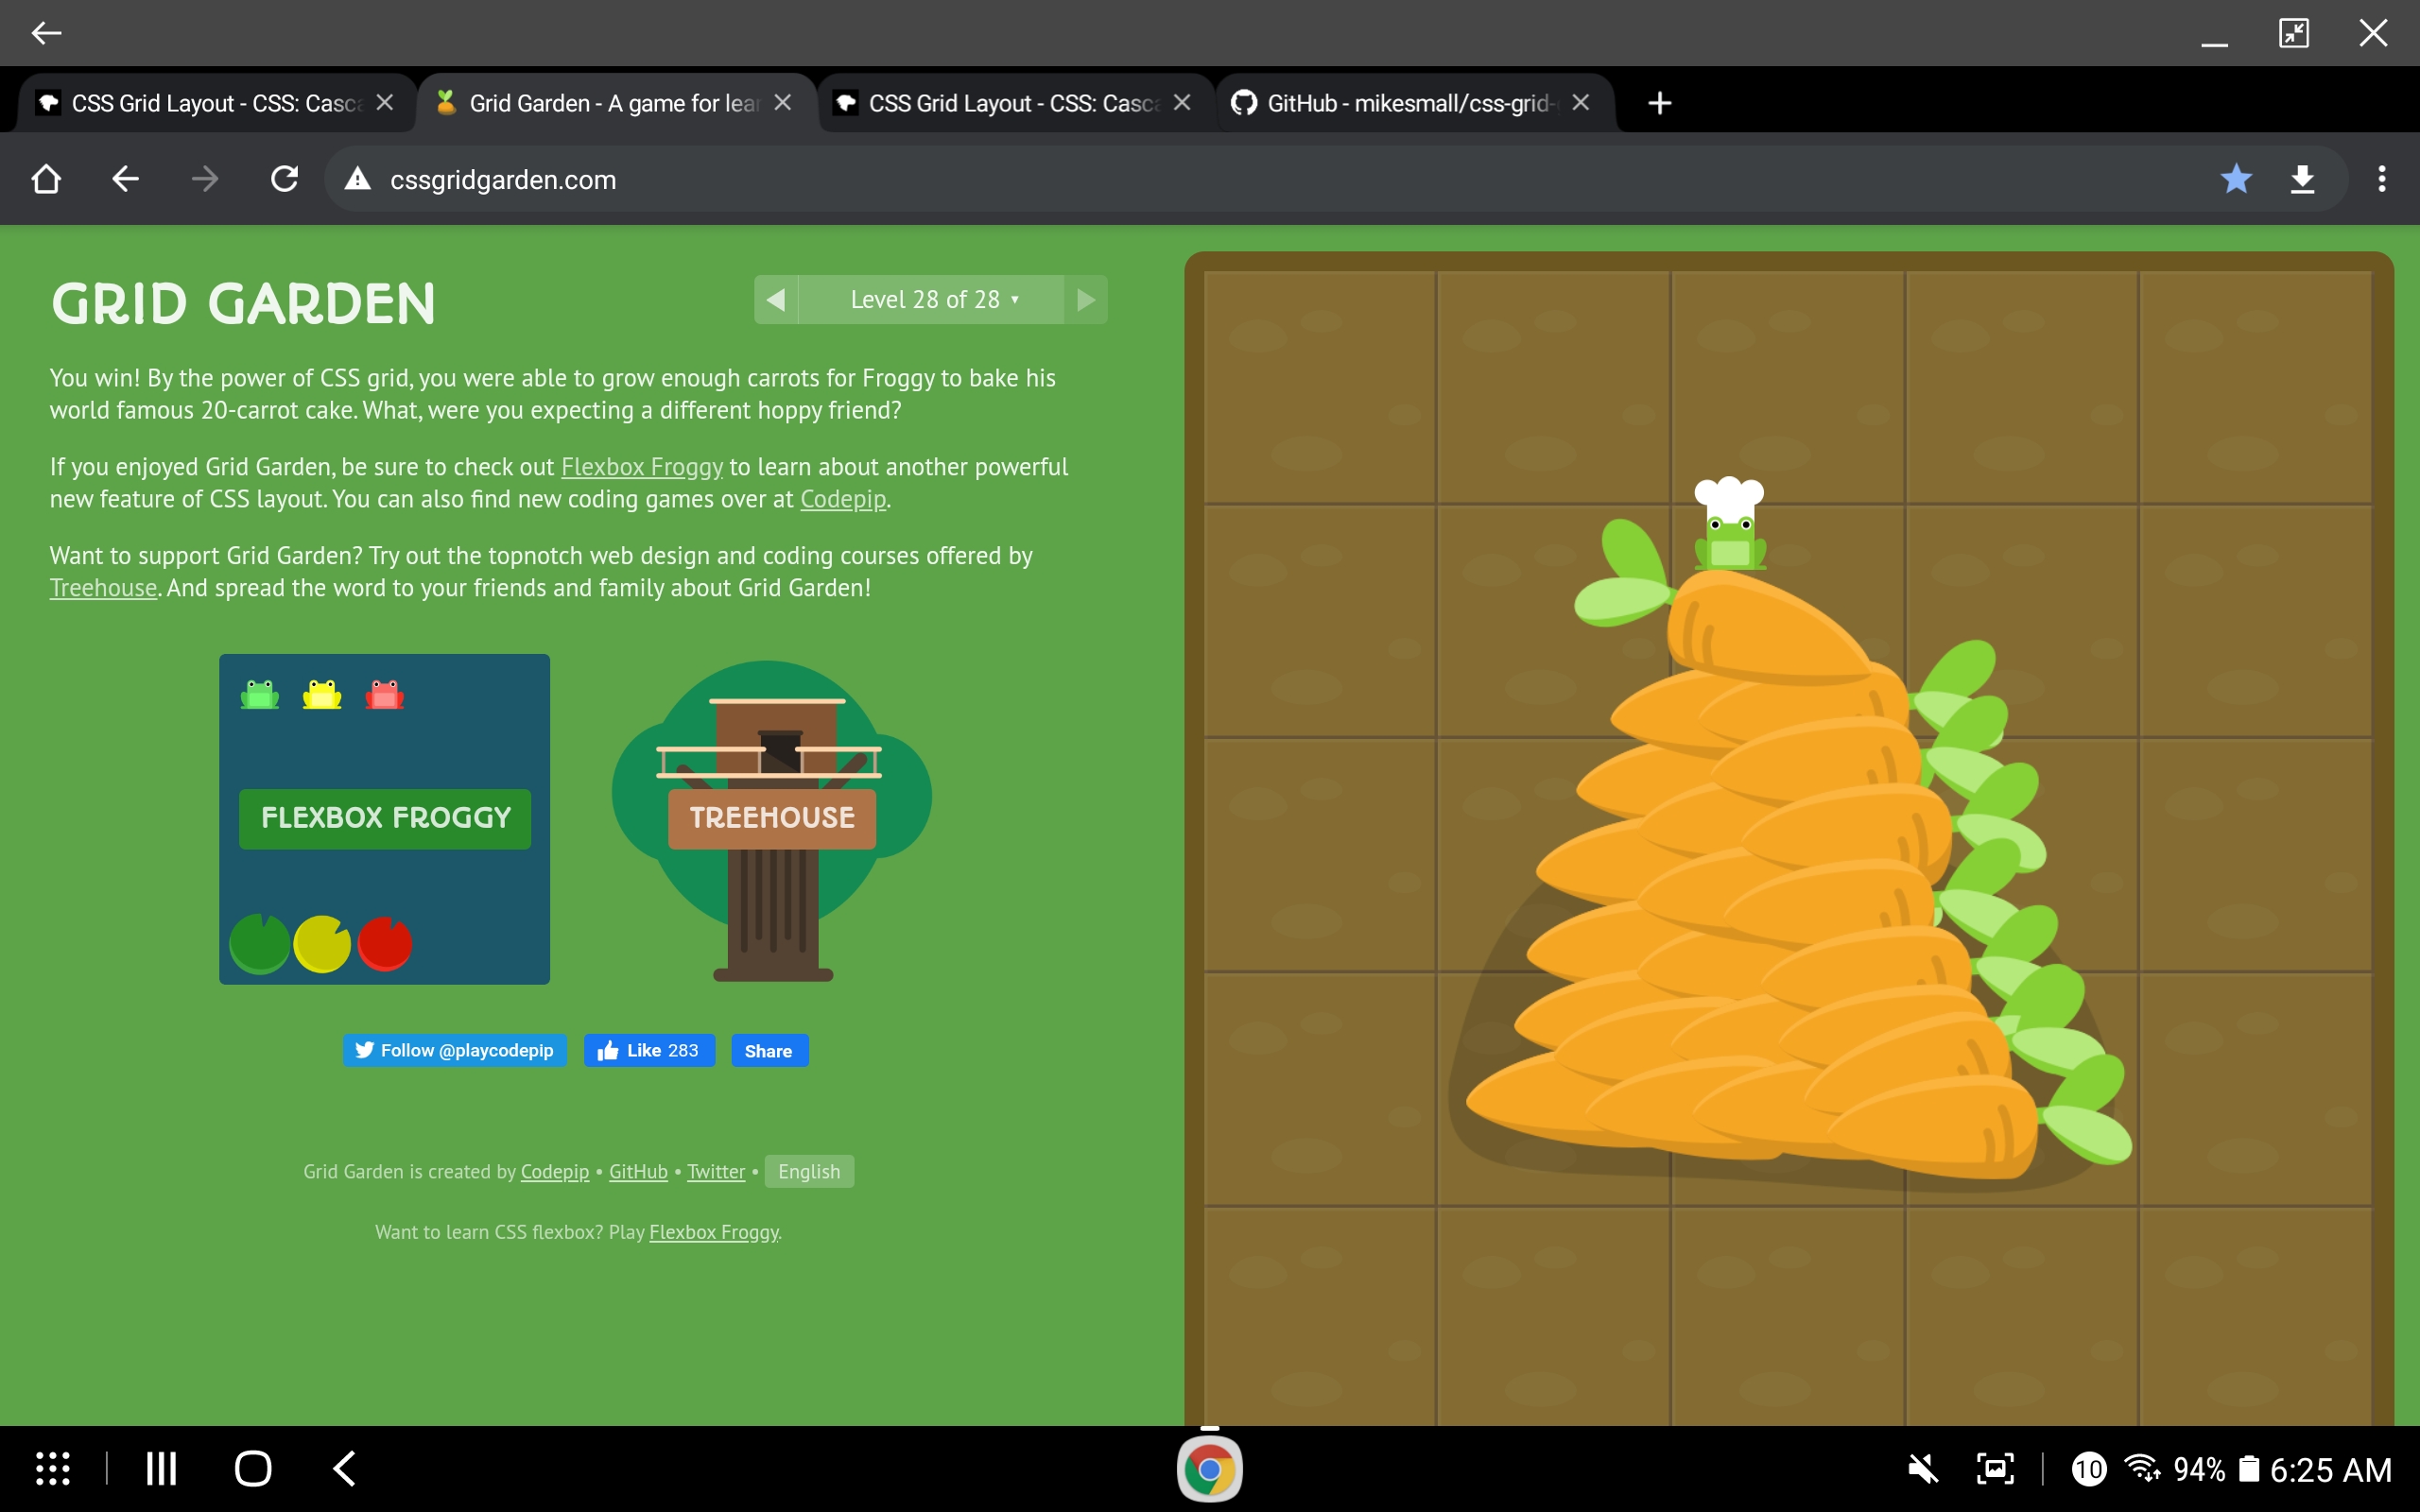 CSS Grid Layout - CSS: Casca
Grid Garden - A game for lear
CSS Grid Layout - CSS: Casca
GitHub - mikesmall/css-grid-
cssgridgarden.com
GRID GARDEN
Level 28 of 28 ▾
You win! By the power of CSS grid, you were able to grow enough carrots for Froggy to bake his
world famous 20-carrot cake. What, were you expecting a different hoppy friend?
If you enjoyed Grid Garden, be sure to check out Flexbox Froggy to learn about another powerful
new feature of CSS layout. You can also find new coding games over at Codepip.
Want to support Grid Garden? Try out the topnotch web design and coding courses offered by
Treehouse. And spread the word to your friends and family about Grid Garden!
FLEXBOX FROGGY
TREEHOUSE
Follow @playcodepip
Like 283
Share
Grid Garden is created by Codepip • GitHub • Twitter • English
Want to learn CSS flexbox? Play Flexbox Froggy.
10
94%
6:25 AM